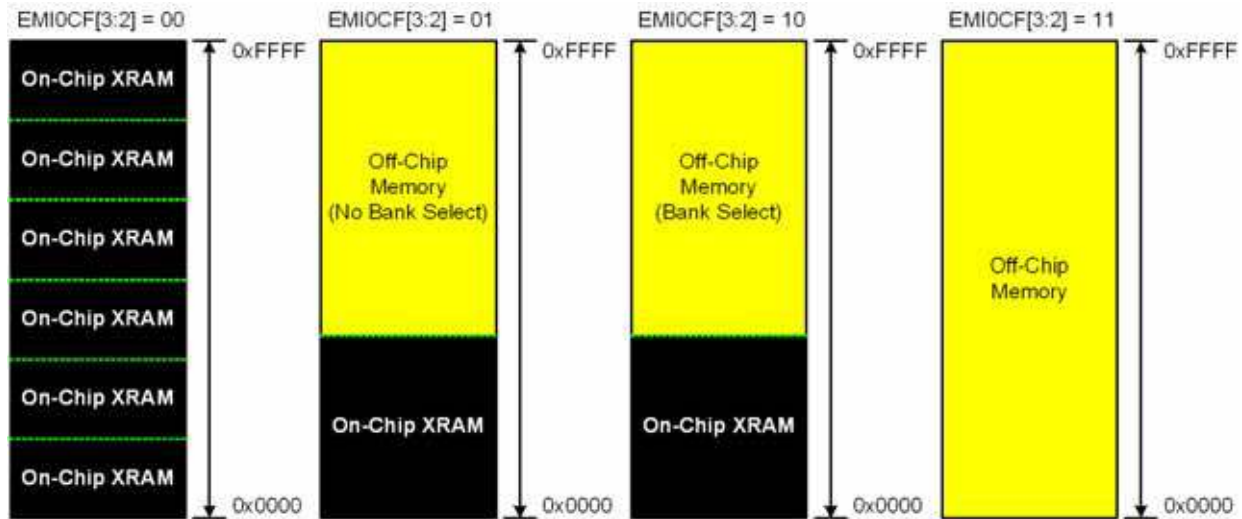 EMI0CF[3:2] = 00
EMI0CF[3:2] = 01
EMI0CF[3:2] = 10
EMI0CF[3:2] = 11
On-Chip XRAM
On-Chip XRAM
On-Chip XRAM
On-Chip XRAM
On-Chip XRAM
On-Chip XRAM
0xFFFF
0x0000
Off-Chip
Memory
(No Bank Select)
On-Chip XRAM
0xFFFF
0x0000
Off-Chip
Memory
(Bank Select)
On-Chip XRAM
0xFFFF
0x0000
Off-Chip
Memory
0xFFFF
0x0000